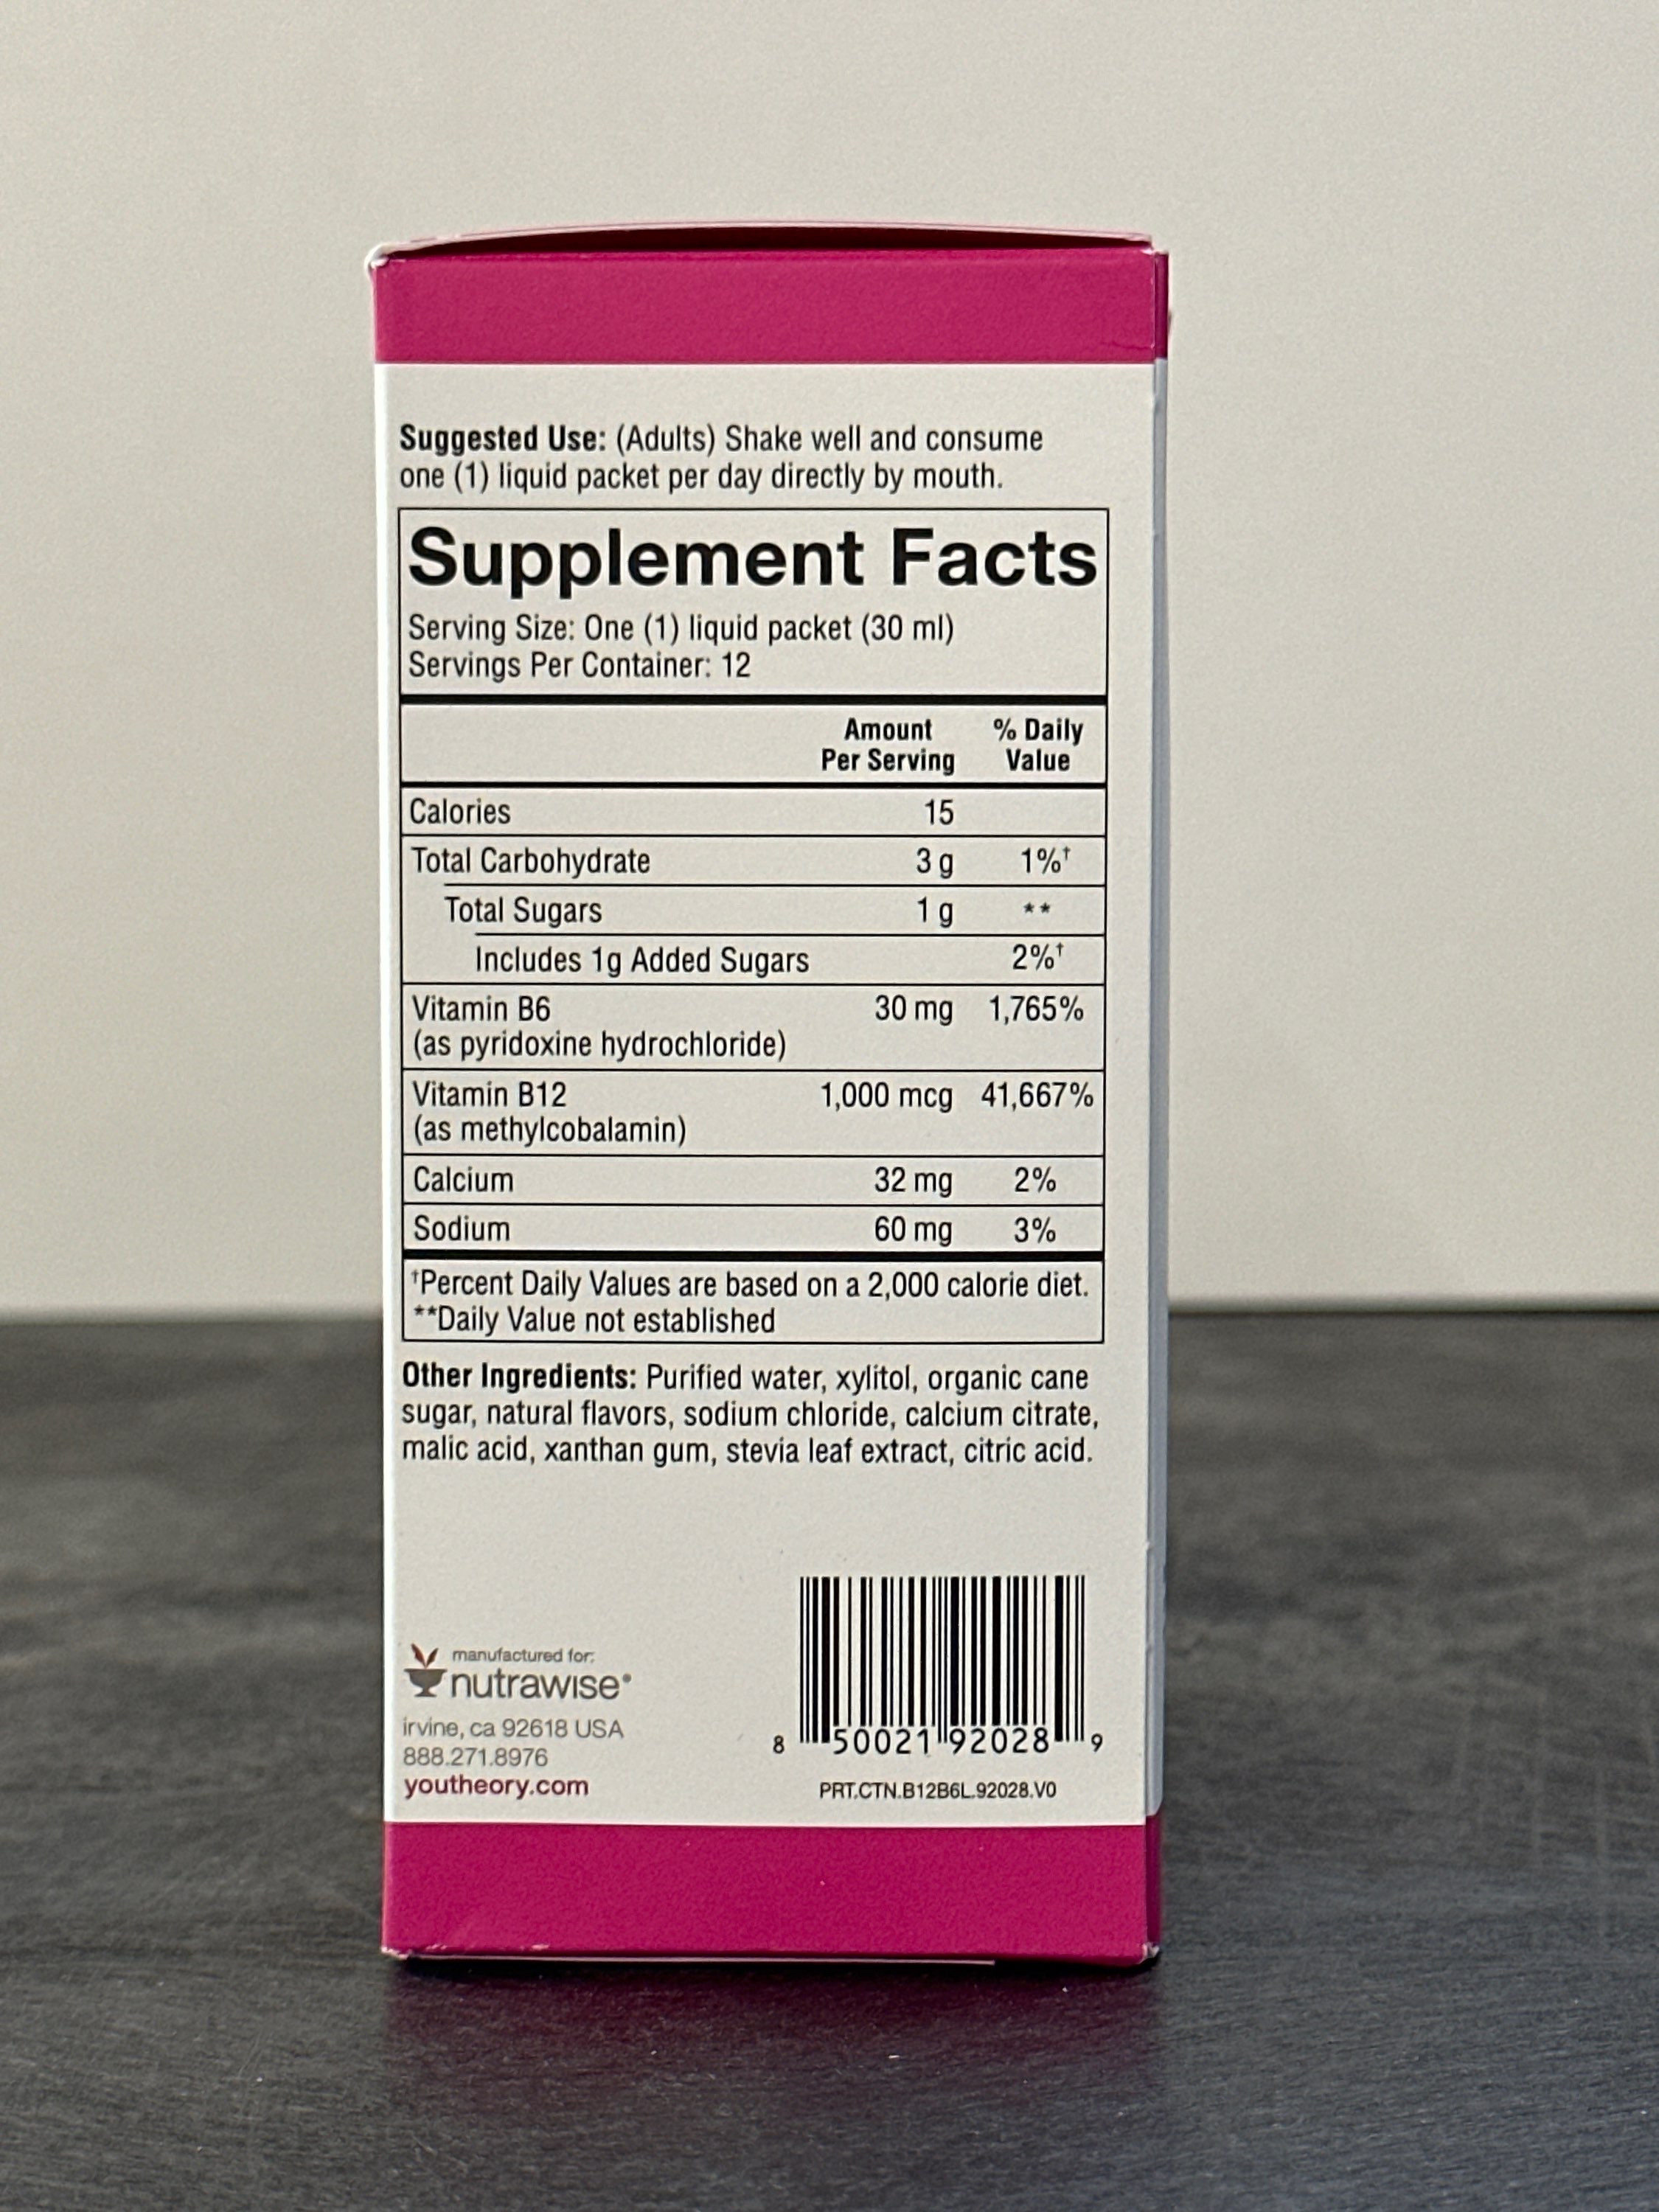 Suggested Use: (Adults) Shake well and consume
one (1) liquid packet per day directly by mouth.
Supplement Facts
Serving Size: One (1) liquid packet (30 ml)
Servings Per Container: 12
Amount Per Serving % Daily Value
Calories 15
Total Carbohydrate 3 g 1%†
Total Sugars 1 g **
Includes 1g Added Sugars 2%†
Vitamin B6 30 mg 1,765%
(as pyridoxine hydrochloride)
Vitamin B12 1,000 mcg 41,667%
(as methylcobalamin)
Calcium 32 mg 2%
Sodium 60 mg 3%
†Percent Daily Values are based on a 2,000 calorie diet.
**Daily Value not established
Other Ingredients: Purified water, xylitol, organic cane
sugar, natural flavors, sodium chloride, calcium citrate,
malic acid, xanthan gum, stevia leaf extract, citric acid.
manufactured for:
nutrawise®
irvine, ca 92618 USA
888.271.8976
youtheory.com
8 50021 92028 9
PRT.CTN.B12B6L.92028.V0